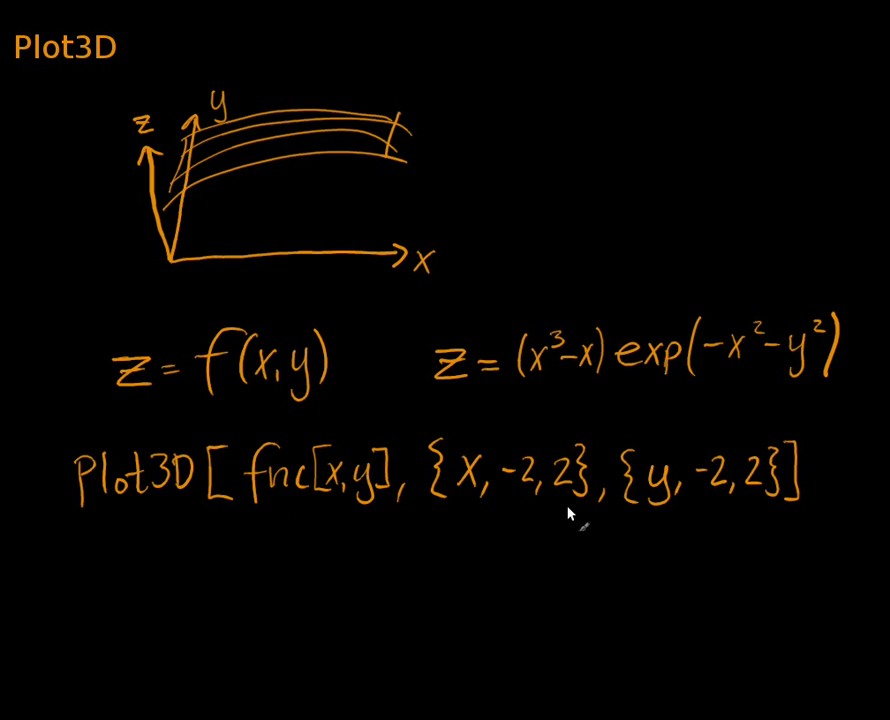 Plot3D
z
y
x
z = f(x,y)
z = (x³-x) exp(-x²-y²)
Plot3D[fnc[x,y], {x,-2,2}, {y,-2,2}]